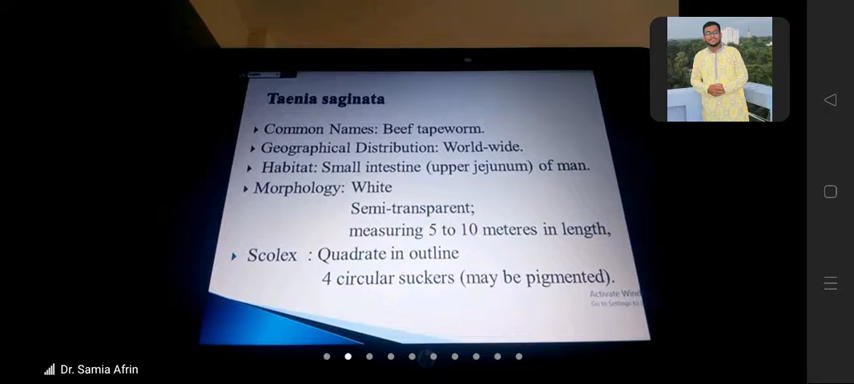 Taenia saginata
Common Names: Beef tapeworm.
Geographical Distribution: World-wide.
Habitat: Small intestine (upper jejunum) of man.
Morphology: White
Semi-transparent;
measuring 5 to 10 meteres in length,
Scolex : Quadrate in outline
4 circular suckers (may be pigmented).
Activate Wind
Go to Settings to
Dr. Samia Afrin